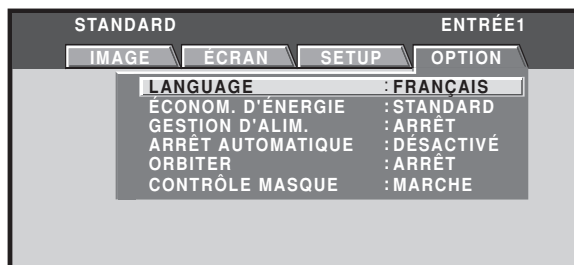 STANDARD ENTRÉE1
IMAGE ÉCRAN SETUP OPTION
LANGUAGE :FRANÇAIS
ÉCONOM. D'ÉNERGIE :STANDARD
GESTION D'ALIM. :ARRÊT
ARRÊT AUTOMATIQUE :DÉSACTIVÉ
ORBITER :ARRÊT
CONTRÔLE MASQUE :MARCHE